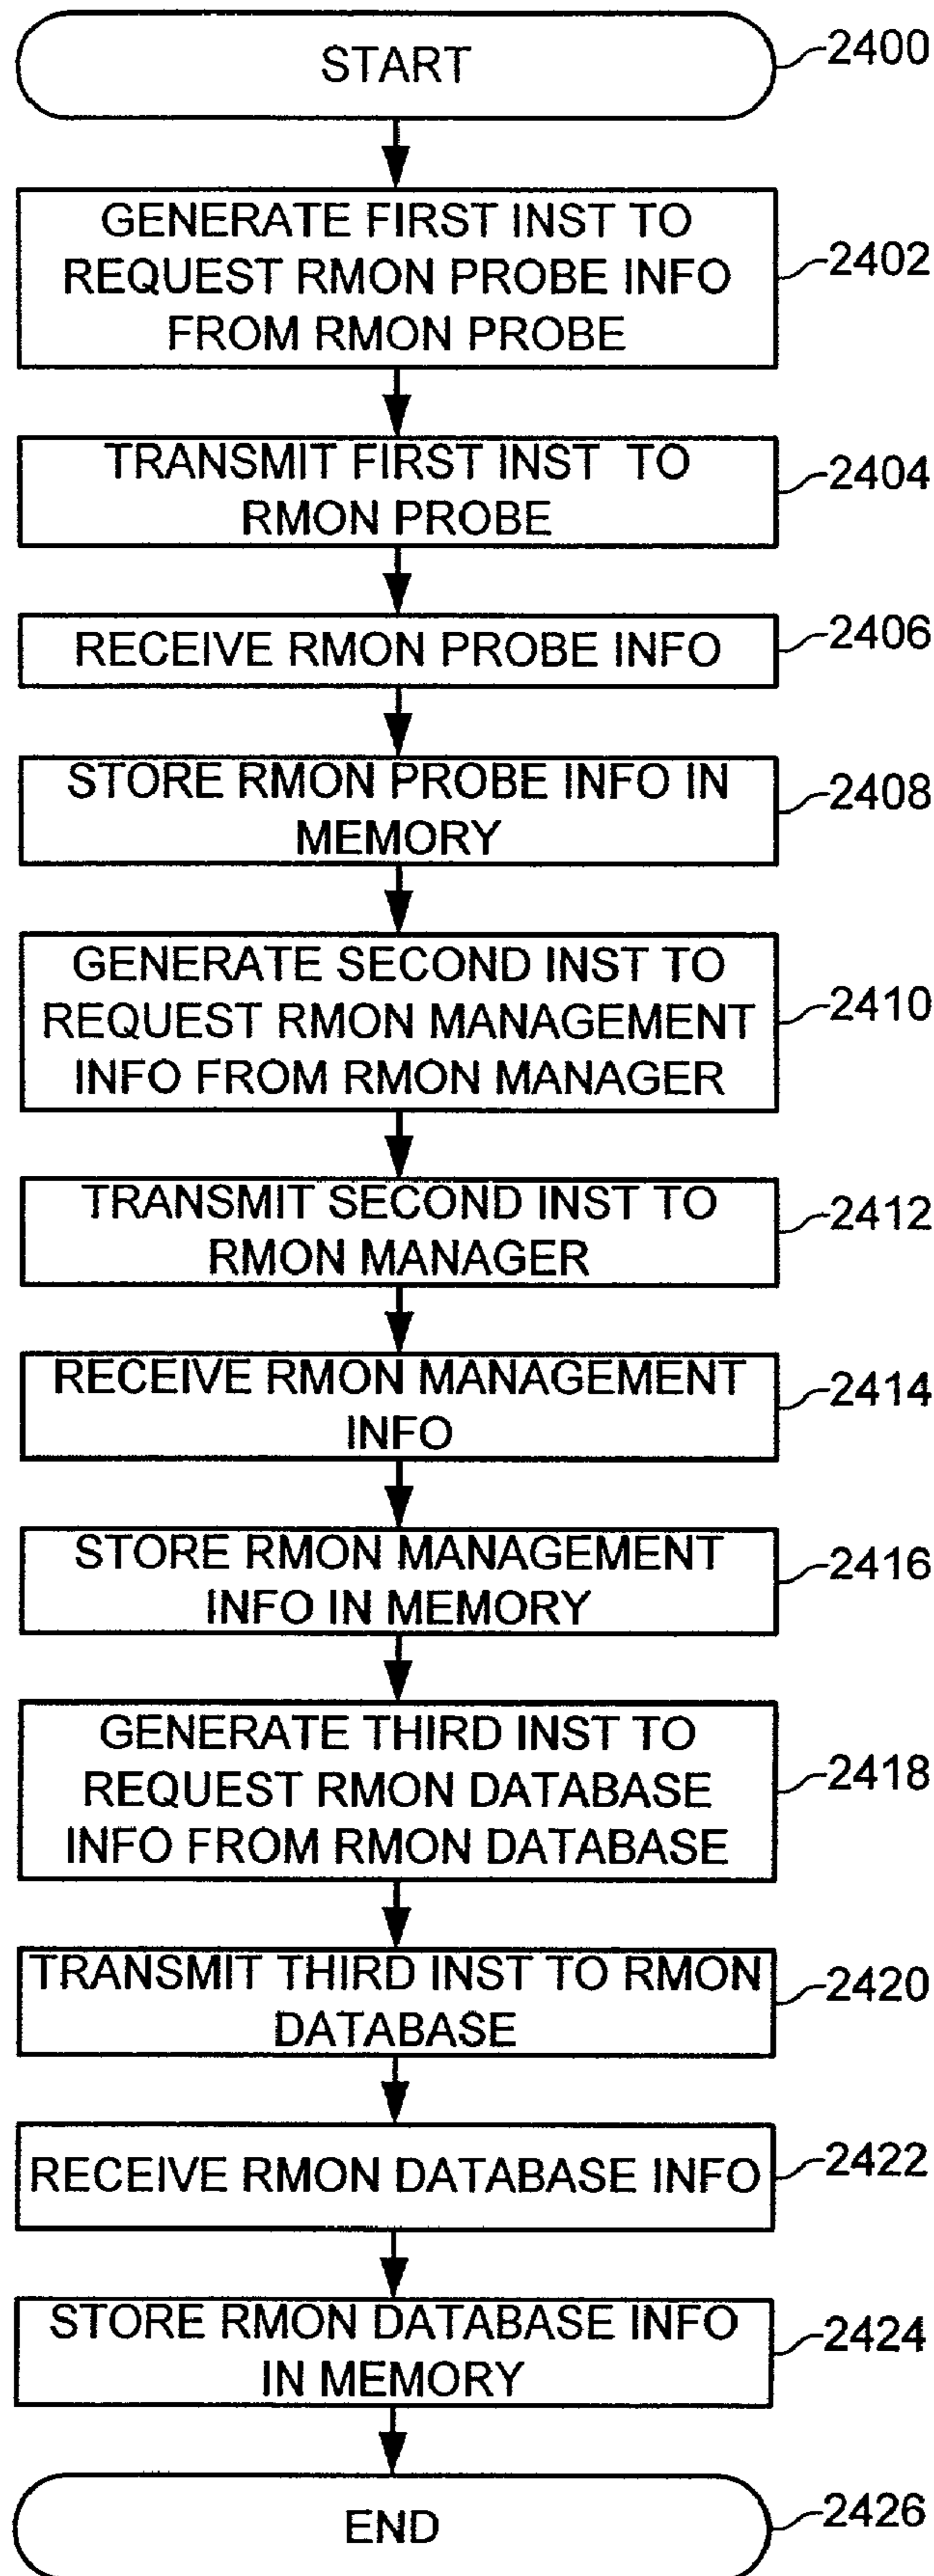 START
2400
GENERATE FIRST INST TO
REQUEST RMON PROBE INFO
FROM RMON PROBE
2402
TRANSMIT FIRST INST TO
RMON PROBE
2404
RECEIVE RMON PROBE INFO
2406
STORE RMON PROBE INFO IN
MEMORY
2408
GENERATE SECOND INST TO
REQUEST RMON MANAGEMENT
INFO FROM RMON MANAGER
2410
TRANSMIT SECOND INST TO
RMON MANAGER
2412
RECEIVE RMON MANAGEMENT
INFO
2414
STORE RMON MANAGEMENT
INFO IN MEMORY
2416
GENERATE THIRD INST TO
REQUEST RMON DATABASE
INFO FROM RMON DATABASE
2418
TRANSMIT THIRD INST TO RMON
DATABASE
2420
RECEIVE RMON DATABASE INFO
2422
STORE RMON DATABASE INFO
IN MEMORY
2424
END
2426